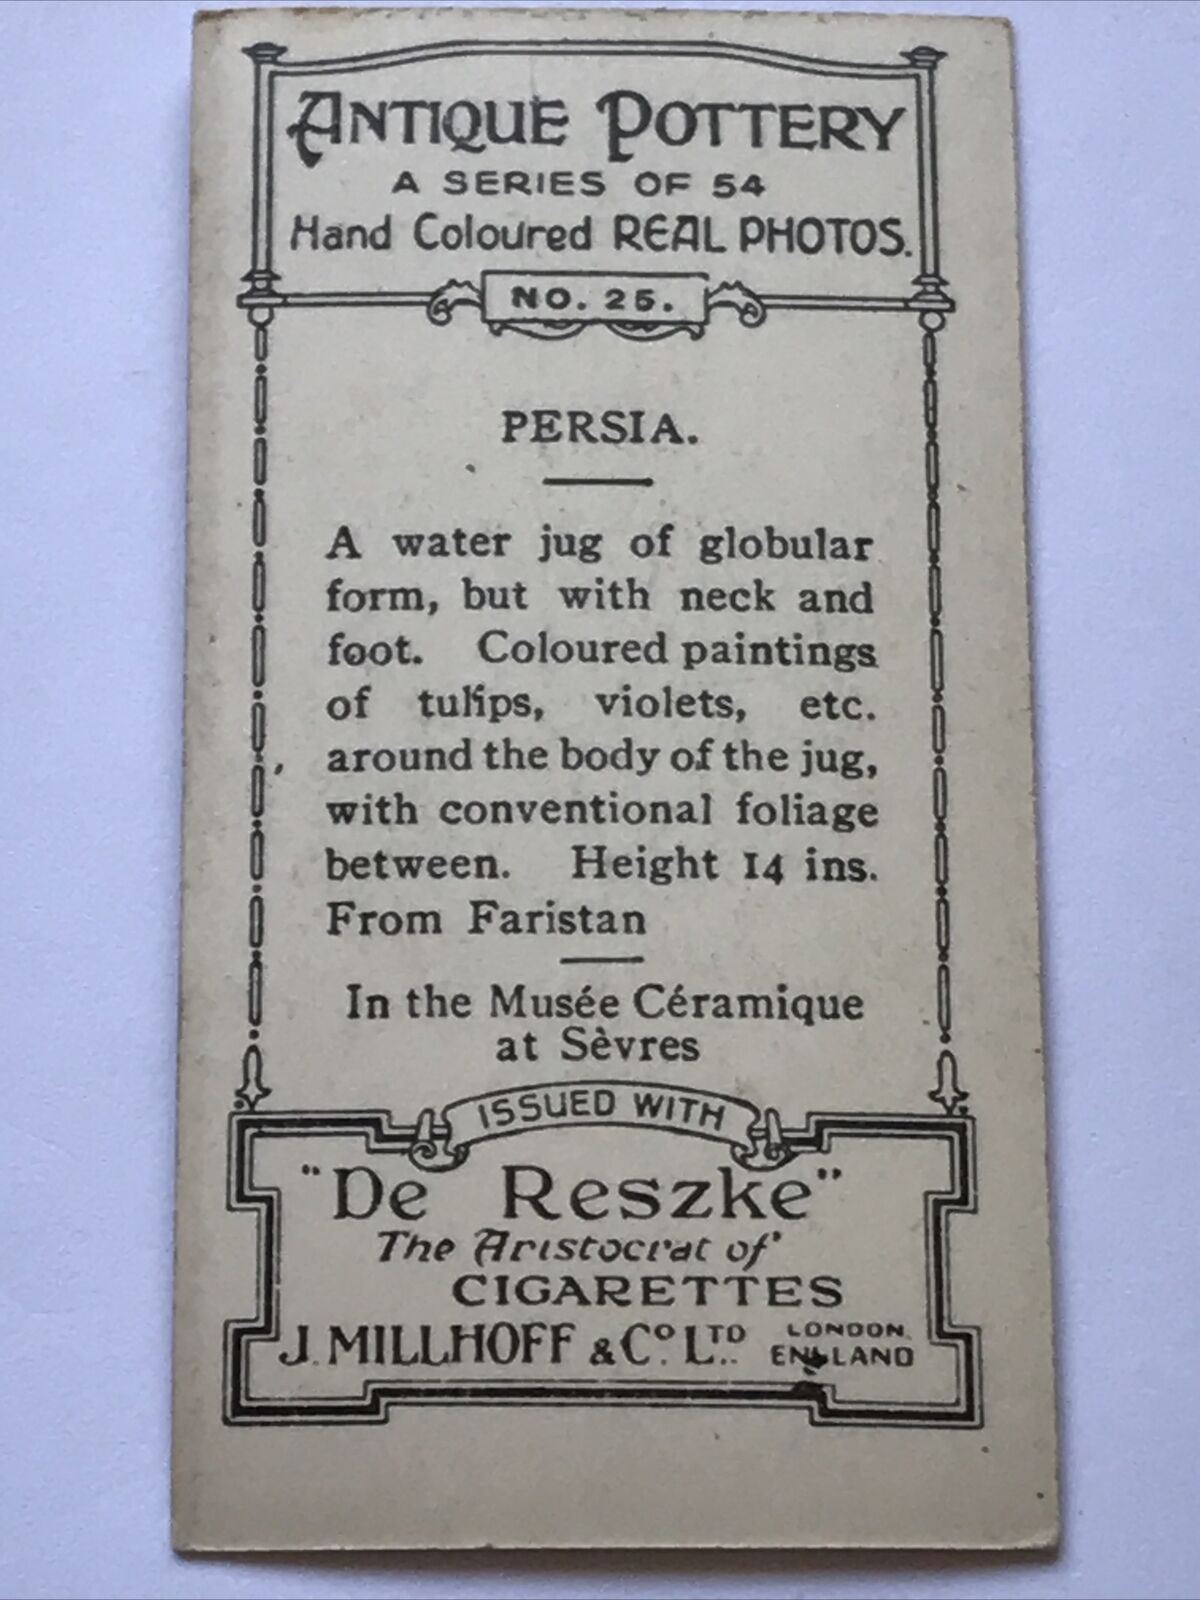 ANTIQUE POTTERY
A SERIES OF 54
Hand Coloured REAL PHOTOS.
NO. 25.
PERSIA.
A water jug of globular
form, but with neck and
foot. Coloured paintings
of tulips, violets, etc.
around the body of the jug,
with conventional foliage
between. Height 14 ins.
From Faristan
In the Musée Céramique
at Sèvres
ISSUED WITH
"De Reszke"
The Aristocrat of
CIGARETTES
J. MILLHOFF & Co. LTD. LONDON,
ENGLAND